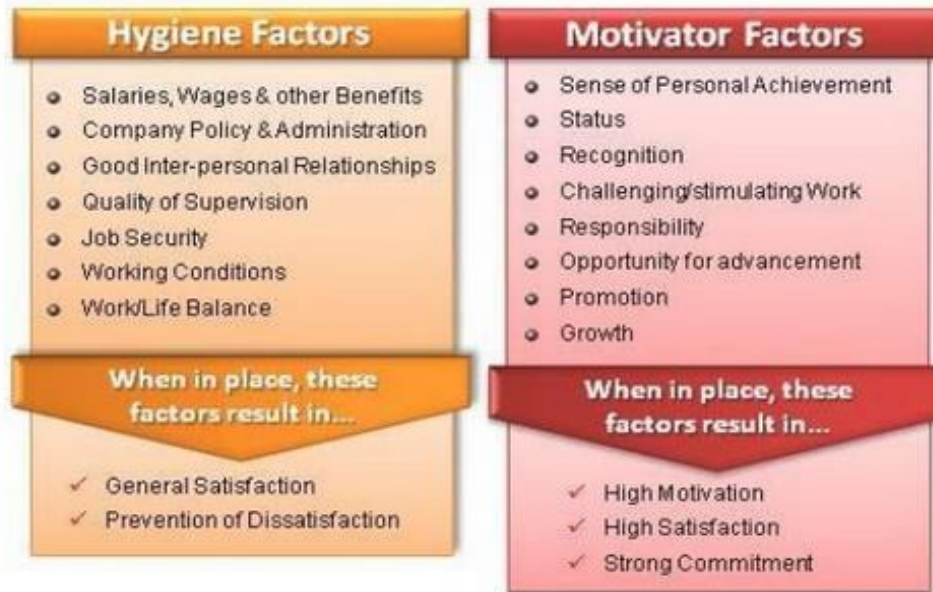 Hygiene Factors
Salaries, Wages & other Benefits
Company Policy & Administration
Good Inter-personal Relationships
Quality of Supervision
Job Security
Working Conditions
Work/Life Balance
When in place, these
factors result in...
General Satisfaction
Prevention of Dissatisfaction
Motivator Factors
Sense of Personal Achievement
Status
Recognition
Challenging/stimulating Work
Responsibility
Opportunity for advancement
Promotion
Growth
When in place, these
factors result in...
High Motivation
High Satisfaction
Strong Commitment